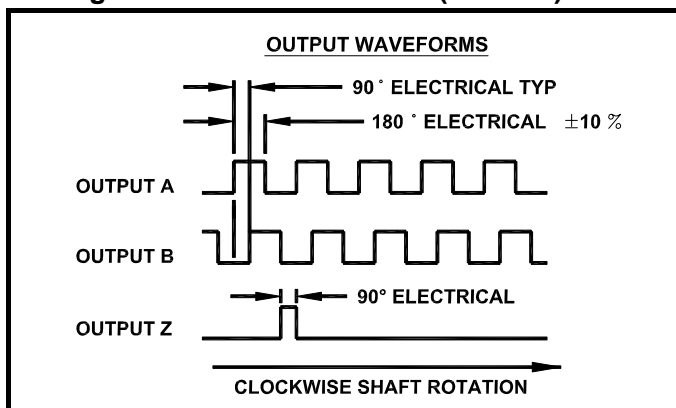 OUTPUT WAVEFORMS
90° ELECTRICAL TYP
180 ° ELECTRICAL ±10 %
OUTPUT A
OUTPUT B
90° ELECTRICAL
OUTPUT Z
CLOCKWISE SHAFT ROTATION